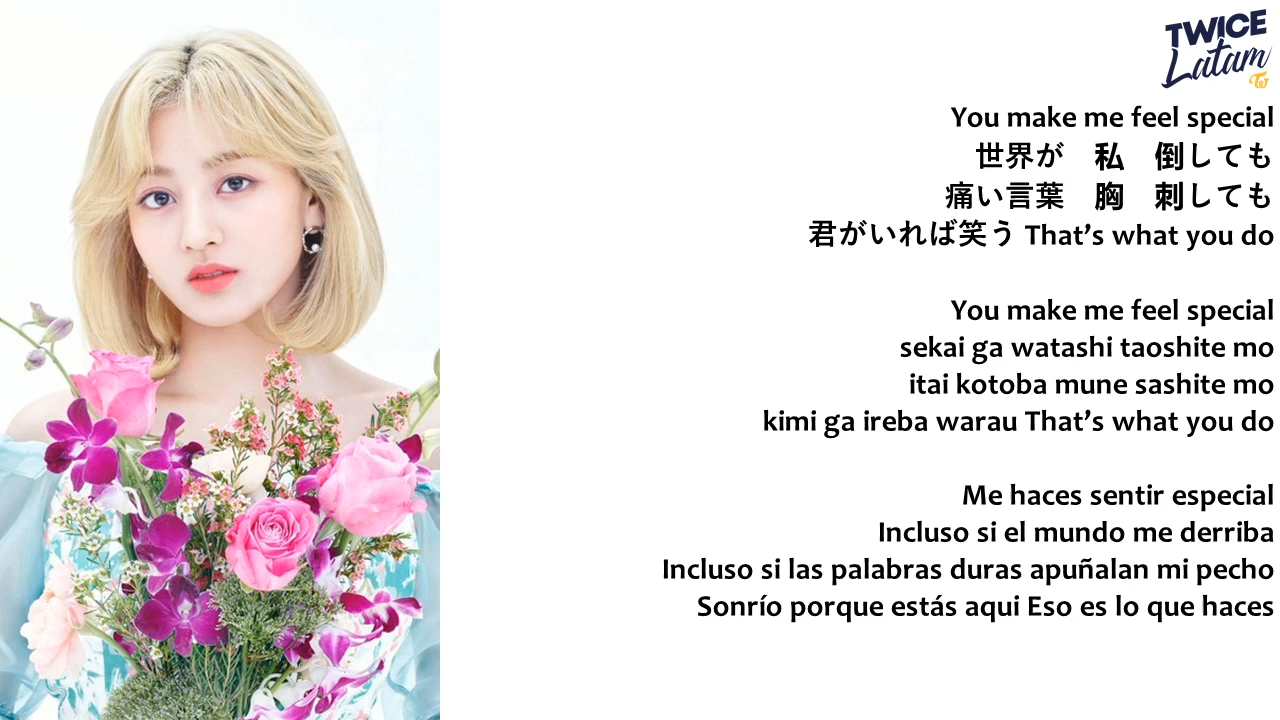 TWICE
Latam
You make me feel special
世界が　私　倒しても
痛い言葉　胸　刺しても
君がいれば笑う That's what you do
You make me feel special
sekai ga watashi taoshite mo
itai kotoba mune sashite mo
kimi ga ireba warau That's what you do
Me haces sentir especial
Incluso si el mundo me derriba
Incluso si las palabras duras apuñalan mi pecho
Sonrío porque estás aqui Eso es lo que haces